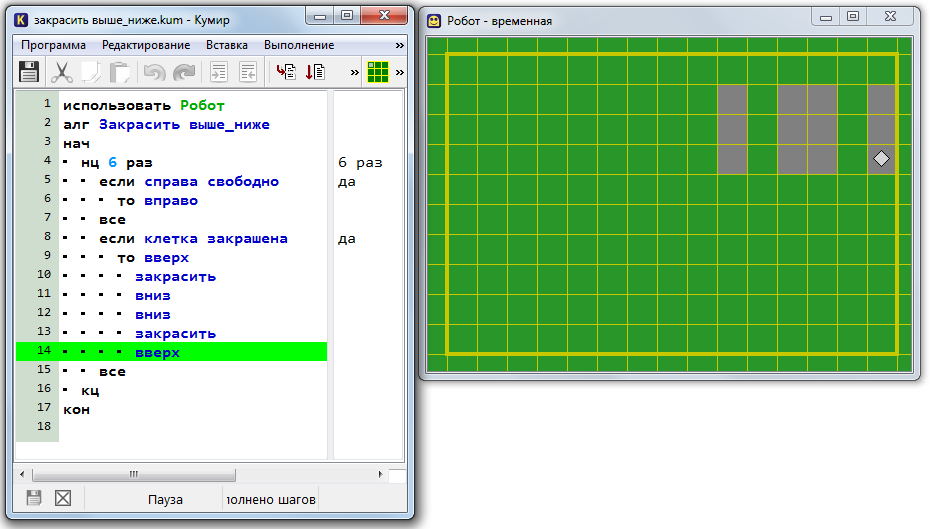 закрасить выше_ниже.kum - Кумир
Программа Редактирование Вставка Выполнение »
» »
1 использовать Робот
2 алг Закрасить выше_ниже
3 нач
4 нц 6 раз 6 раз
5 если справа свободно да
6 то вправо
7 все
8 если клетка закрашена да
9 то вверх
10 закрасить
11 вниз
12 вниз
13 закрасить
14 вверх
15 все
16 кц
17 кон
18
Пауза полнено шагов
Робот - временная